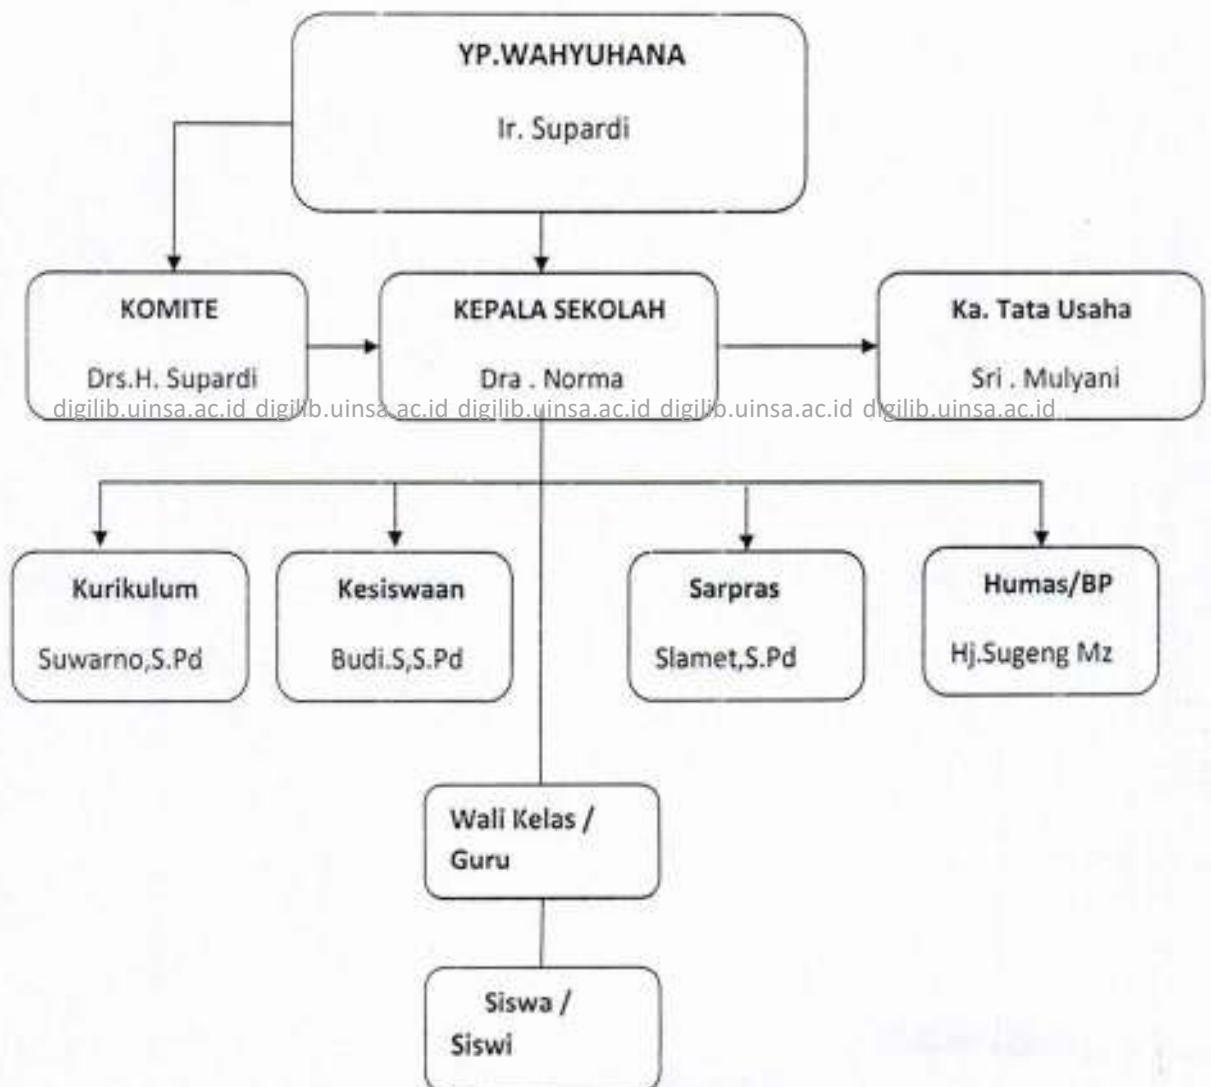 YP.WAHYUHANA
Ir. Supardi
KOMITE
Drs.H. Supardi
KEPALA SEKOLAH
Dra . Norma
Ka. Tata Usaha
Sri . Mulyani
digilib.uinsa.ac.id digilib.uinsa.ac.id digilib.uinsa.ac.id digilib.uinsa.ac.id digilib.uinsa.ac.id
Kurikulum
Suwarno,S.Pd
Kesiswaan
Budi.S,S.Pd
Sarpras
Slamet,S.Pd
Humas/BP
Hj.Sugeng Mz
Wali Kelas /
Guru
Siswa /
Siswi